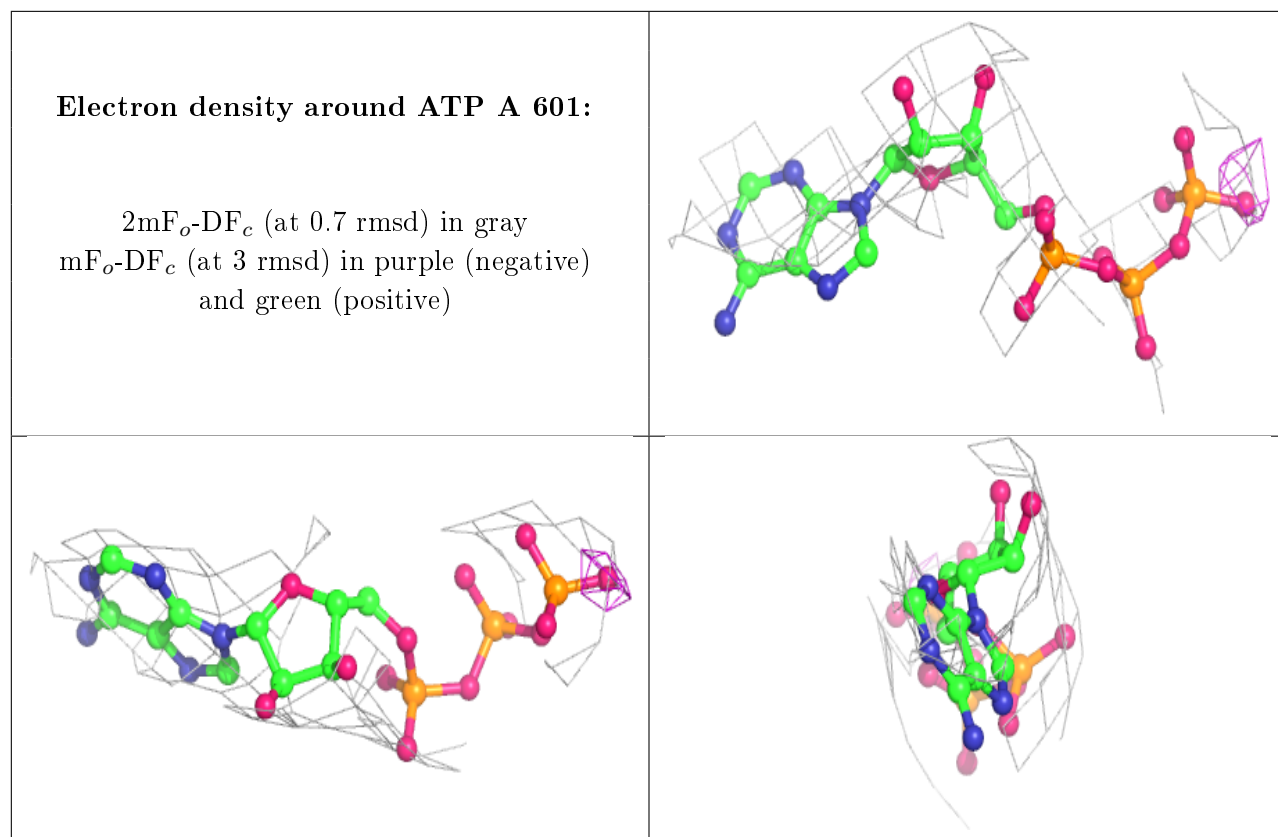 Electron density around ATP A 601:
2mFₒ-DF𝒸 (at 0.7 rmsd) in gray
mFₒ-DF𝒸 (at 3 rmsd) in purple (negative)
and green (positive)